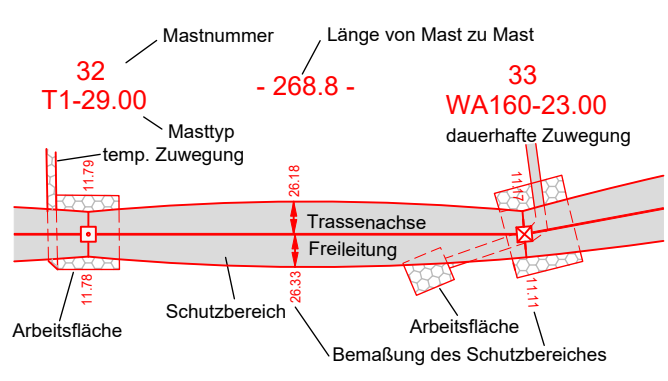 Mastnummer
Länge von Mast zu Mast
32
T1-29.00
- 268.8 -
33
WA160-23.00
Masttyp
dauerhafte Zuwegung
temp. Zuwegung
11.79
26.18
11.17
Trassenachse
Freileitung
11.78
26.33
11.11
Schutzbereich
Arbeitsfläche
Arbeitsfläche
Bemaßung des Schutzbereiches